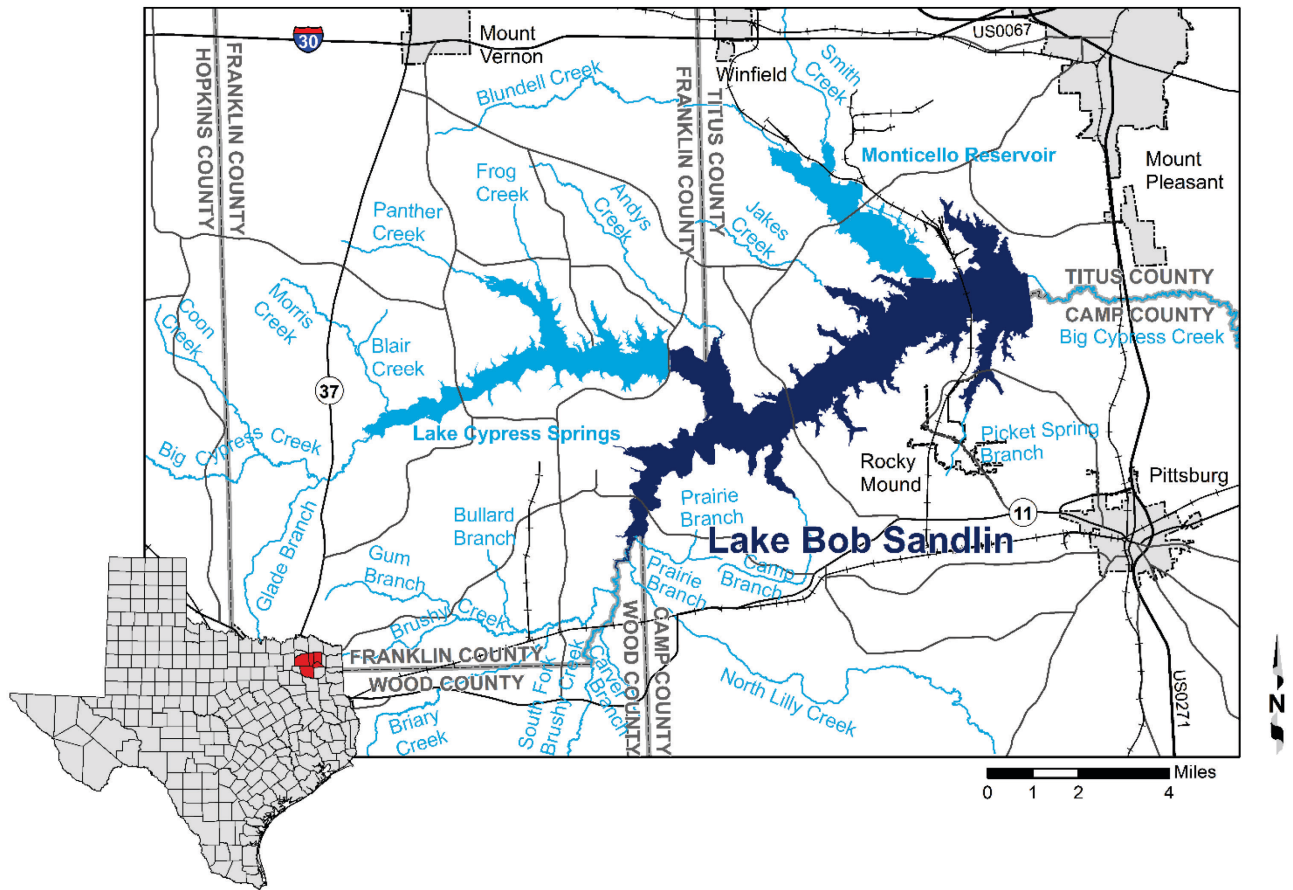 30
Mount
Vernon
US0067
Winfield
Smith
Creek
Blundell Creek
HOPKINS COUNTY
FRANKLIN COUNTY
FRANKLIN COUNTY
TITUS COUNTY
Monticello Reservoir
Mount
Pleasant
Frog
Creek
Andys
Creek
Panther
Creek
Jakes
Creek
Coon
Creek
Morris
Creek
Blair
Creek
TITUS COUNTY
CAMP COUNTY
Big Cypress Creek
37
Lake Cypress Springs
Big Cypress Creek
Picket Spring
Branch
Rocky
Mound
Pittsburg
Prairie
Branch
11
Bullard
Branch
Lake Bob Sandlin
Glade Branch
Gum
Branch
Prairie
Branch
Camp
Branch
Brushy Creek
FRANKLIN COUNTY
WOOD COUNTY
South Fork
Brushy Creek
Carver
Branch
WOOD COUNTY
CAMP COUNTY
North Lilly Creek
US0271
Briary
Creek
N
Miles
0 1 2 4